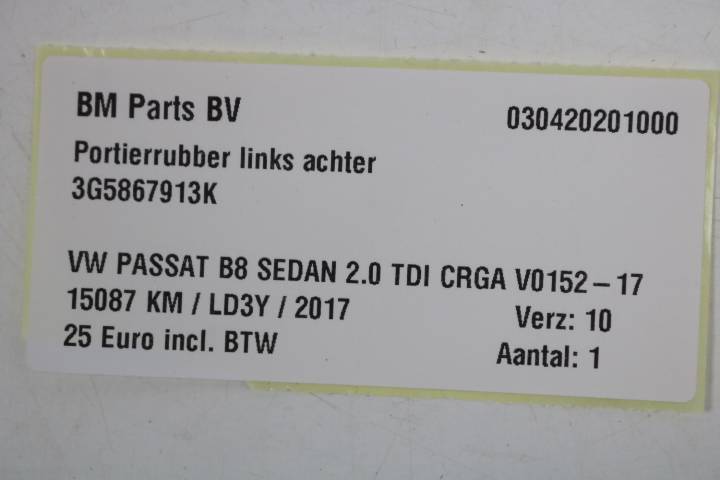 BM Parts BV 030420201000
Portierrubber links achter
3G5867913K
VW PASSAT B8 SEDAN 2.0 TDI CRGA V0152-17
15087 KM / LD3Y / 2017 Verz: 10
25 Euro incl. BTW Aantal: 1